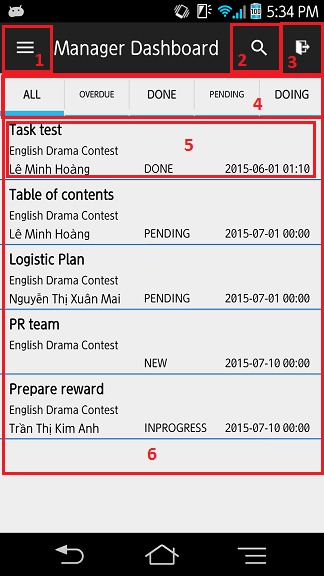 100
5:34 PM
Manager Dashboard
1
2
3
ALL
OVERDUE
DONE
PENDING
DOING
4
Task test
English Drama Contest
5
Lê Minh Hoàng DONE 2015-06-01 01:10
Table of contents
English Drama Contest
Lê Minh Hoàng PENDING 2015-07-01 00:00
Logistic Plan
English Drama Contest
Nguyễn Thị Xuân Mai PENDING 2015-07-01 00:00
PR team
English Drama Contest
NEW 2015-07-10 00:00
Prepare reward
English Drama Contest
Trần Thị Kim Anh INPROGRESS 2015-07-10 00:00
6